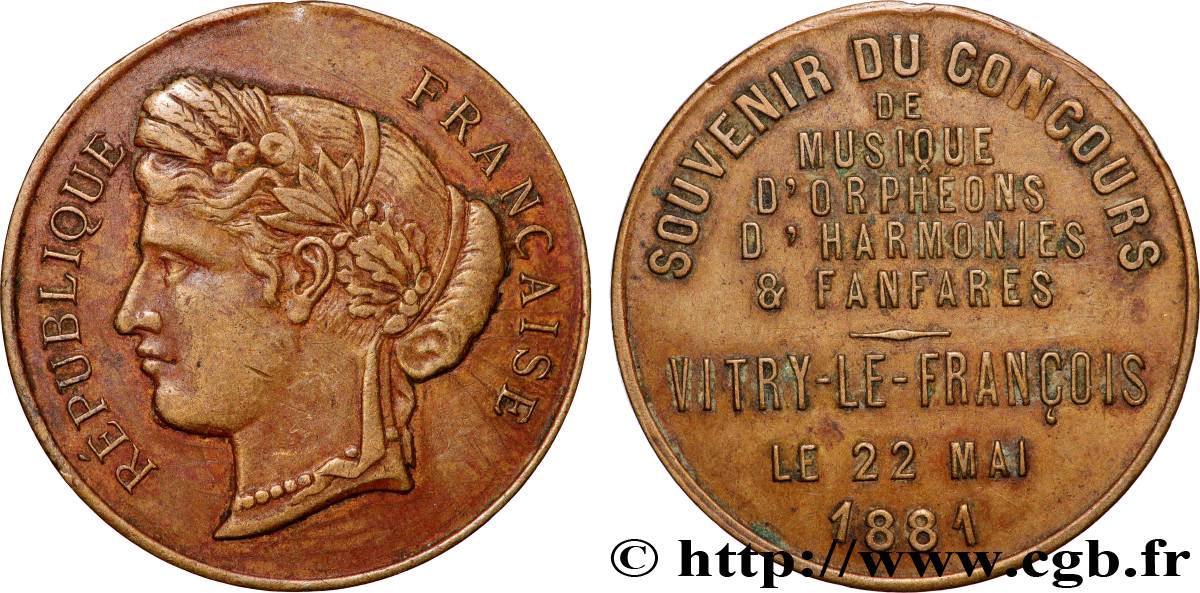 RÉPUBLIQUE FRANÇAISE
SOUVENIR DU CONCOURS
DE
MUSIQUE
D'ORPHÊONS
D'HARMONIES
& FANFARES
VITRY-LE-FRANÇOIS
LE 22 MAI
1881
© http://www.cgb.fr